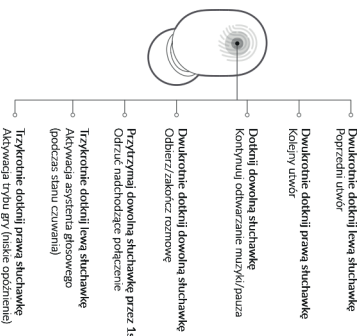 Dwukrotnie dotknij lewą słuchawkę
Poprzedni utwór
Dwukrotnie dotknij prawą słuchawkę
Kolejny utwór
Dotknij dowolną słuchawkę
Kontynuuj odtwarzanie muzyki/pauza
Dwukrotnie dotknij dowolną słuchawkę
Odbierz/zakończ rozmowę
Przytrzymaj dowolną słuchawkę przez 1s
Odrzuć nadchodzące połączenie
Trzykrotnie dotknij lewą słuchawkę
Aktywacja asystenta głosowego
(podczas stanu czuwania)
Trzykrotnie dotknij prawą słuchawkę
Aktywacja trybu gry (niskie opóźnienie)